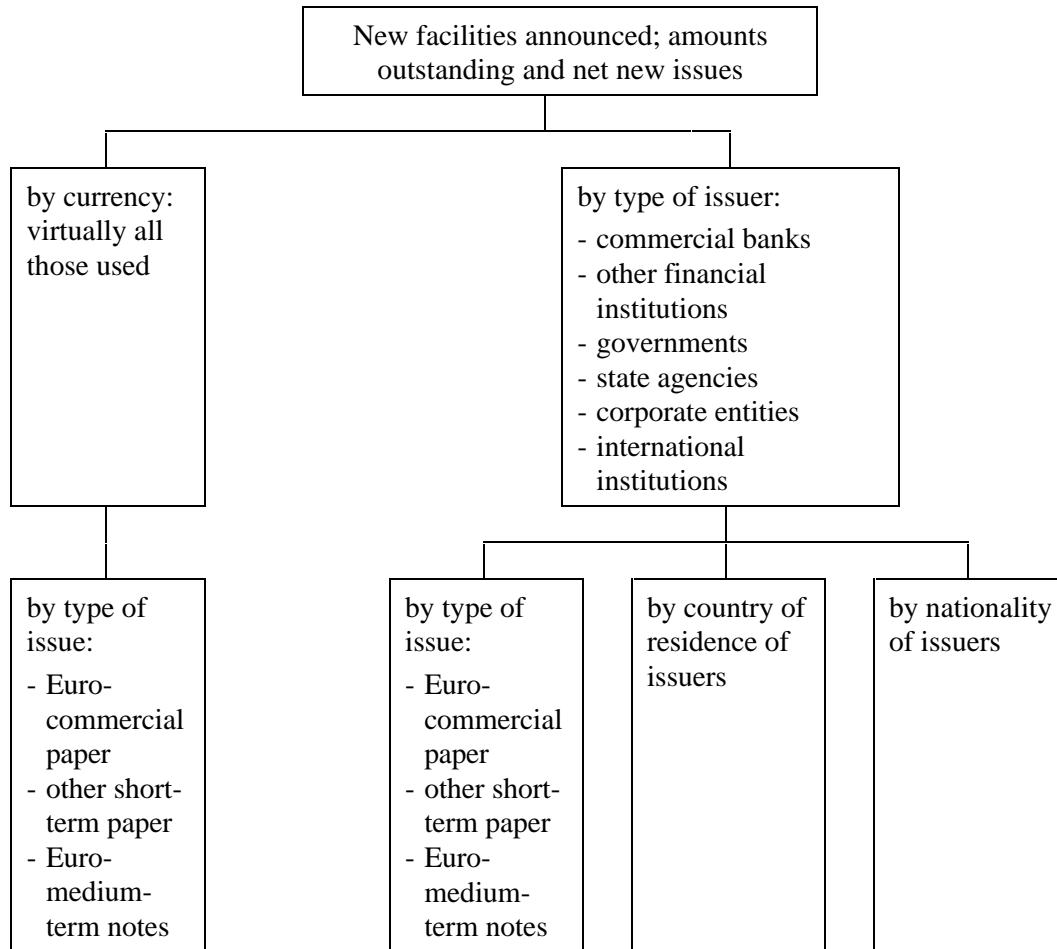 New facilities announced; amounts
outstanding and net new issues
by currency:
virtually all
those used
by type of issuer:
- commercial banks
- other financial
institutions
- governments
- state agencies
- corporate entities
- international
institutions
by type of
issue:
- Euro-
commercial
paper
- other short-
term paper
- Euro-
medium-
term notes
by type of
issue:
- Euro-
commercial
paper
- other short-
term paper
- Euro-
medium-
term notes
by country of
residence of
issuers
by nationality
of issuers